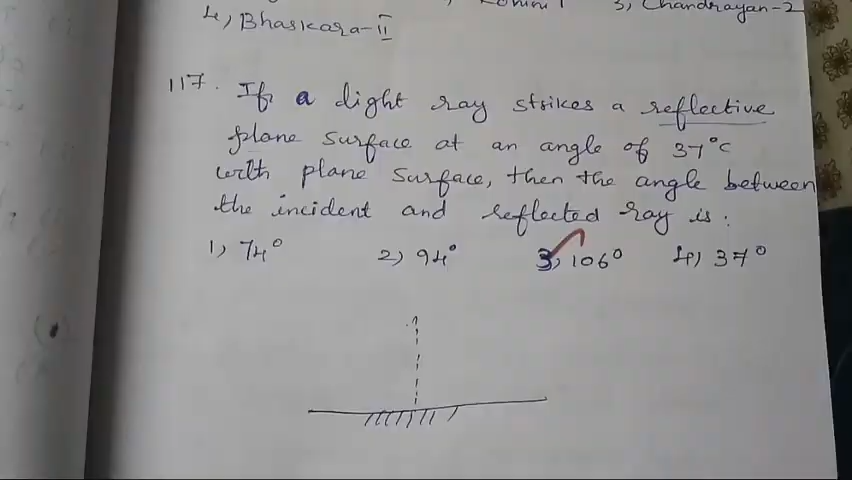 3, Chandrayan-2
4, Bhaskara-II
117. If a light ray strikes a reflective
plane surface at an angle of 37°C
with plane surface, then the angle between
the incident and reflected ray is:
1) 74° 2) 94° 3) 106° 4) 37°